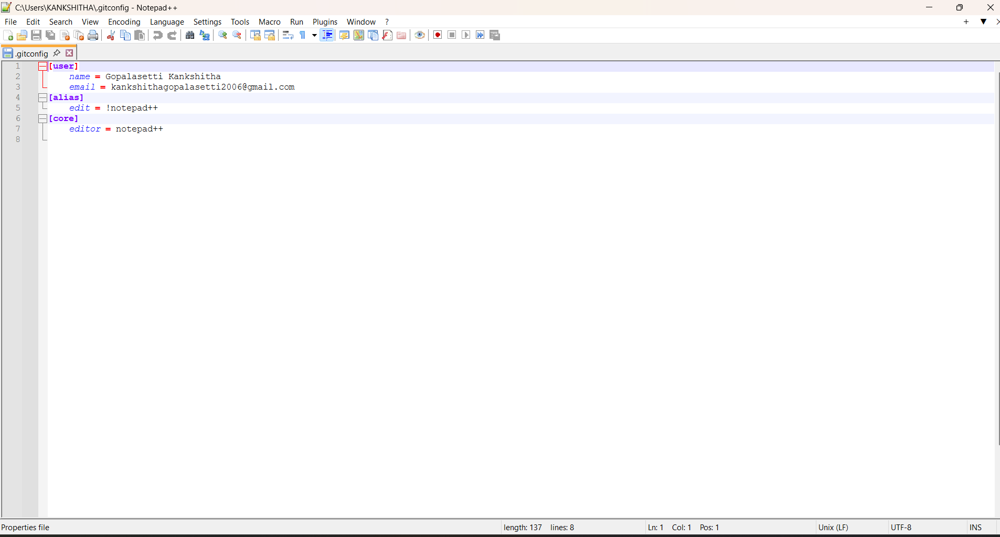 C:\Users\KANKSHITHA\.gitconfig - Notepad++
File Edit Search View Encoding Language Settings Tools Macro Run Plugins Window ?
.gitconfig
1 [user]
2 name = Gopalasetti Kankshitha
3 email = kankshithagopalasetti2006@gmail.com
4 [alias]
5 edit = !notepad++
6 [core]
7 editor = notepad++
8
Properties file length: 137 lines: 8 Ln: 1 Col: 1 Pos: 1 Unix (LF) UTF-8 INS